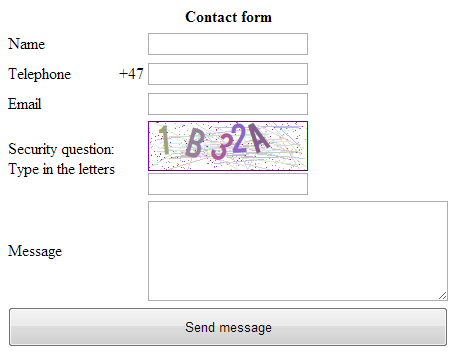 Contact form
Name
Telephone +47
Email
1B32A
Security question:
Type in the letters
Message
Send message